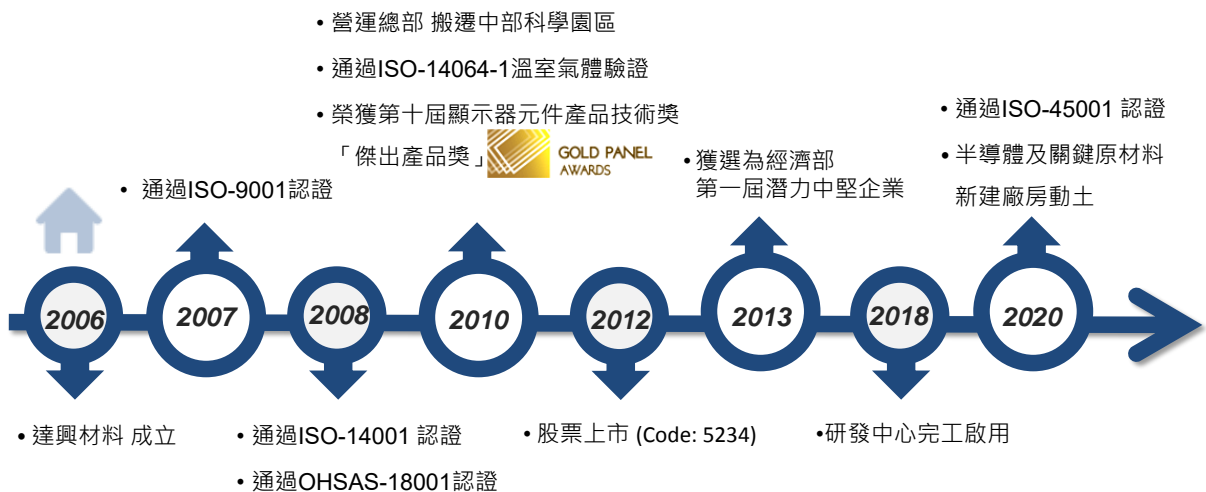 • 營運總部 搬遷中部科學園區
• 通過ISO-14064-1溫室氣體驗證
• 榮獲第十屆顯示器元件產品技術獎
「傑出產品獎」
GOLD PANEL
AWARDS
• 通過ISO-9001認證
• 獲選為經濟部
第一屆潛力中堅企業
• 通過ISO-45001 認證
• 半導體及關鍵原材料
新建廠房動土
2006
2007
2008
2010
2012
2013
2018
2020
• 達興材料 成立
• 通過ISO-14001 認證
• 通過OHSAS-18001認證
• 股票上市 (Code: 5234)
•研發中心完工啟用